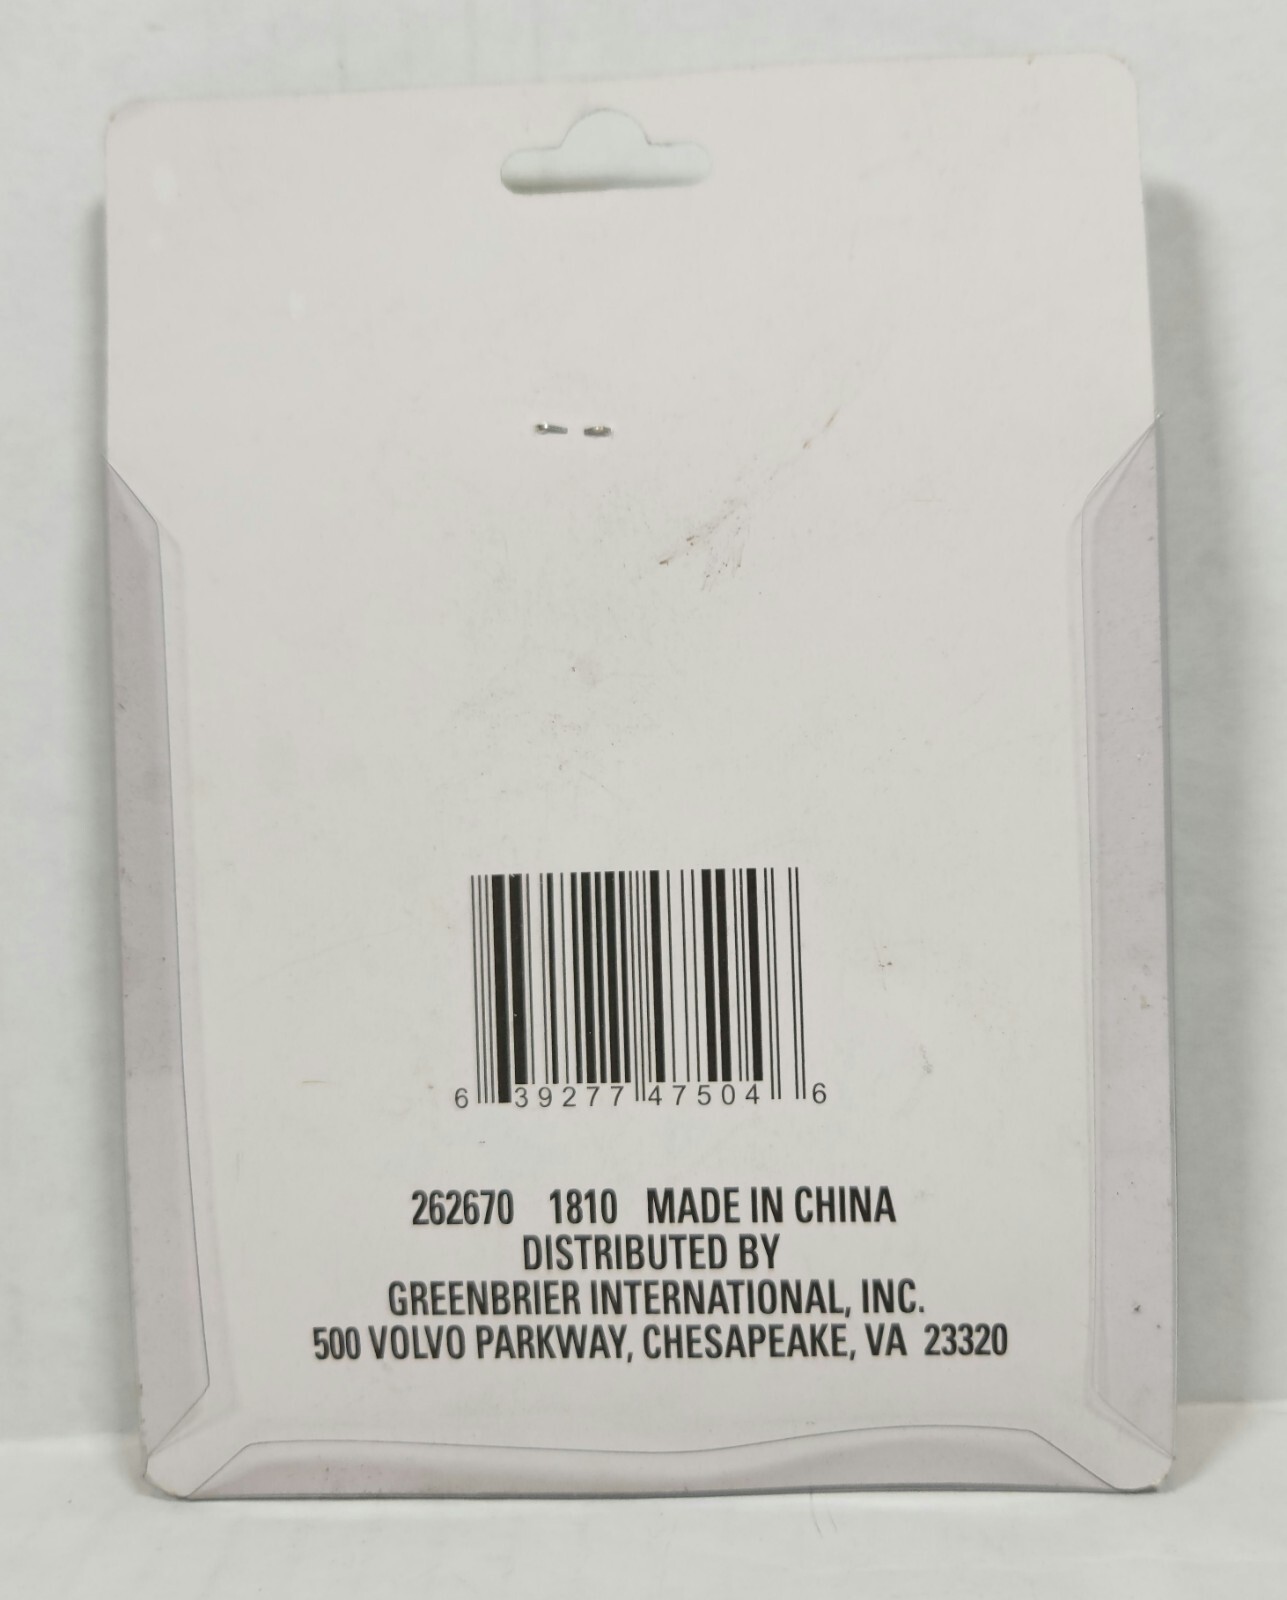 6 39277 47504 6
262670 1810 MADE IN CHINA
DISTRIBUTED BY
GREENBRIER INTERNATIONAL, INC.
500 VOLVO PARKWAY, CHESAPEAKE, VA 23320